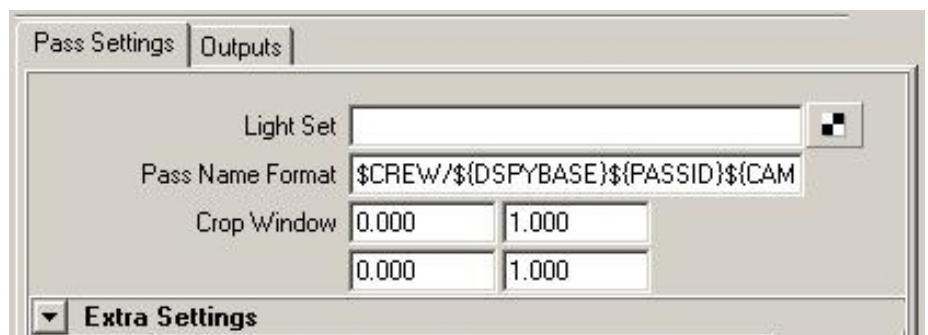 Pass Settings Outputs
Light Set
Pass Name Format $CREW/${DSPYBASE}${PASSID}${CAM
Crop Window 0.000 1.000
0.000 1.000
Extra Settings